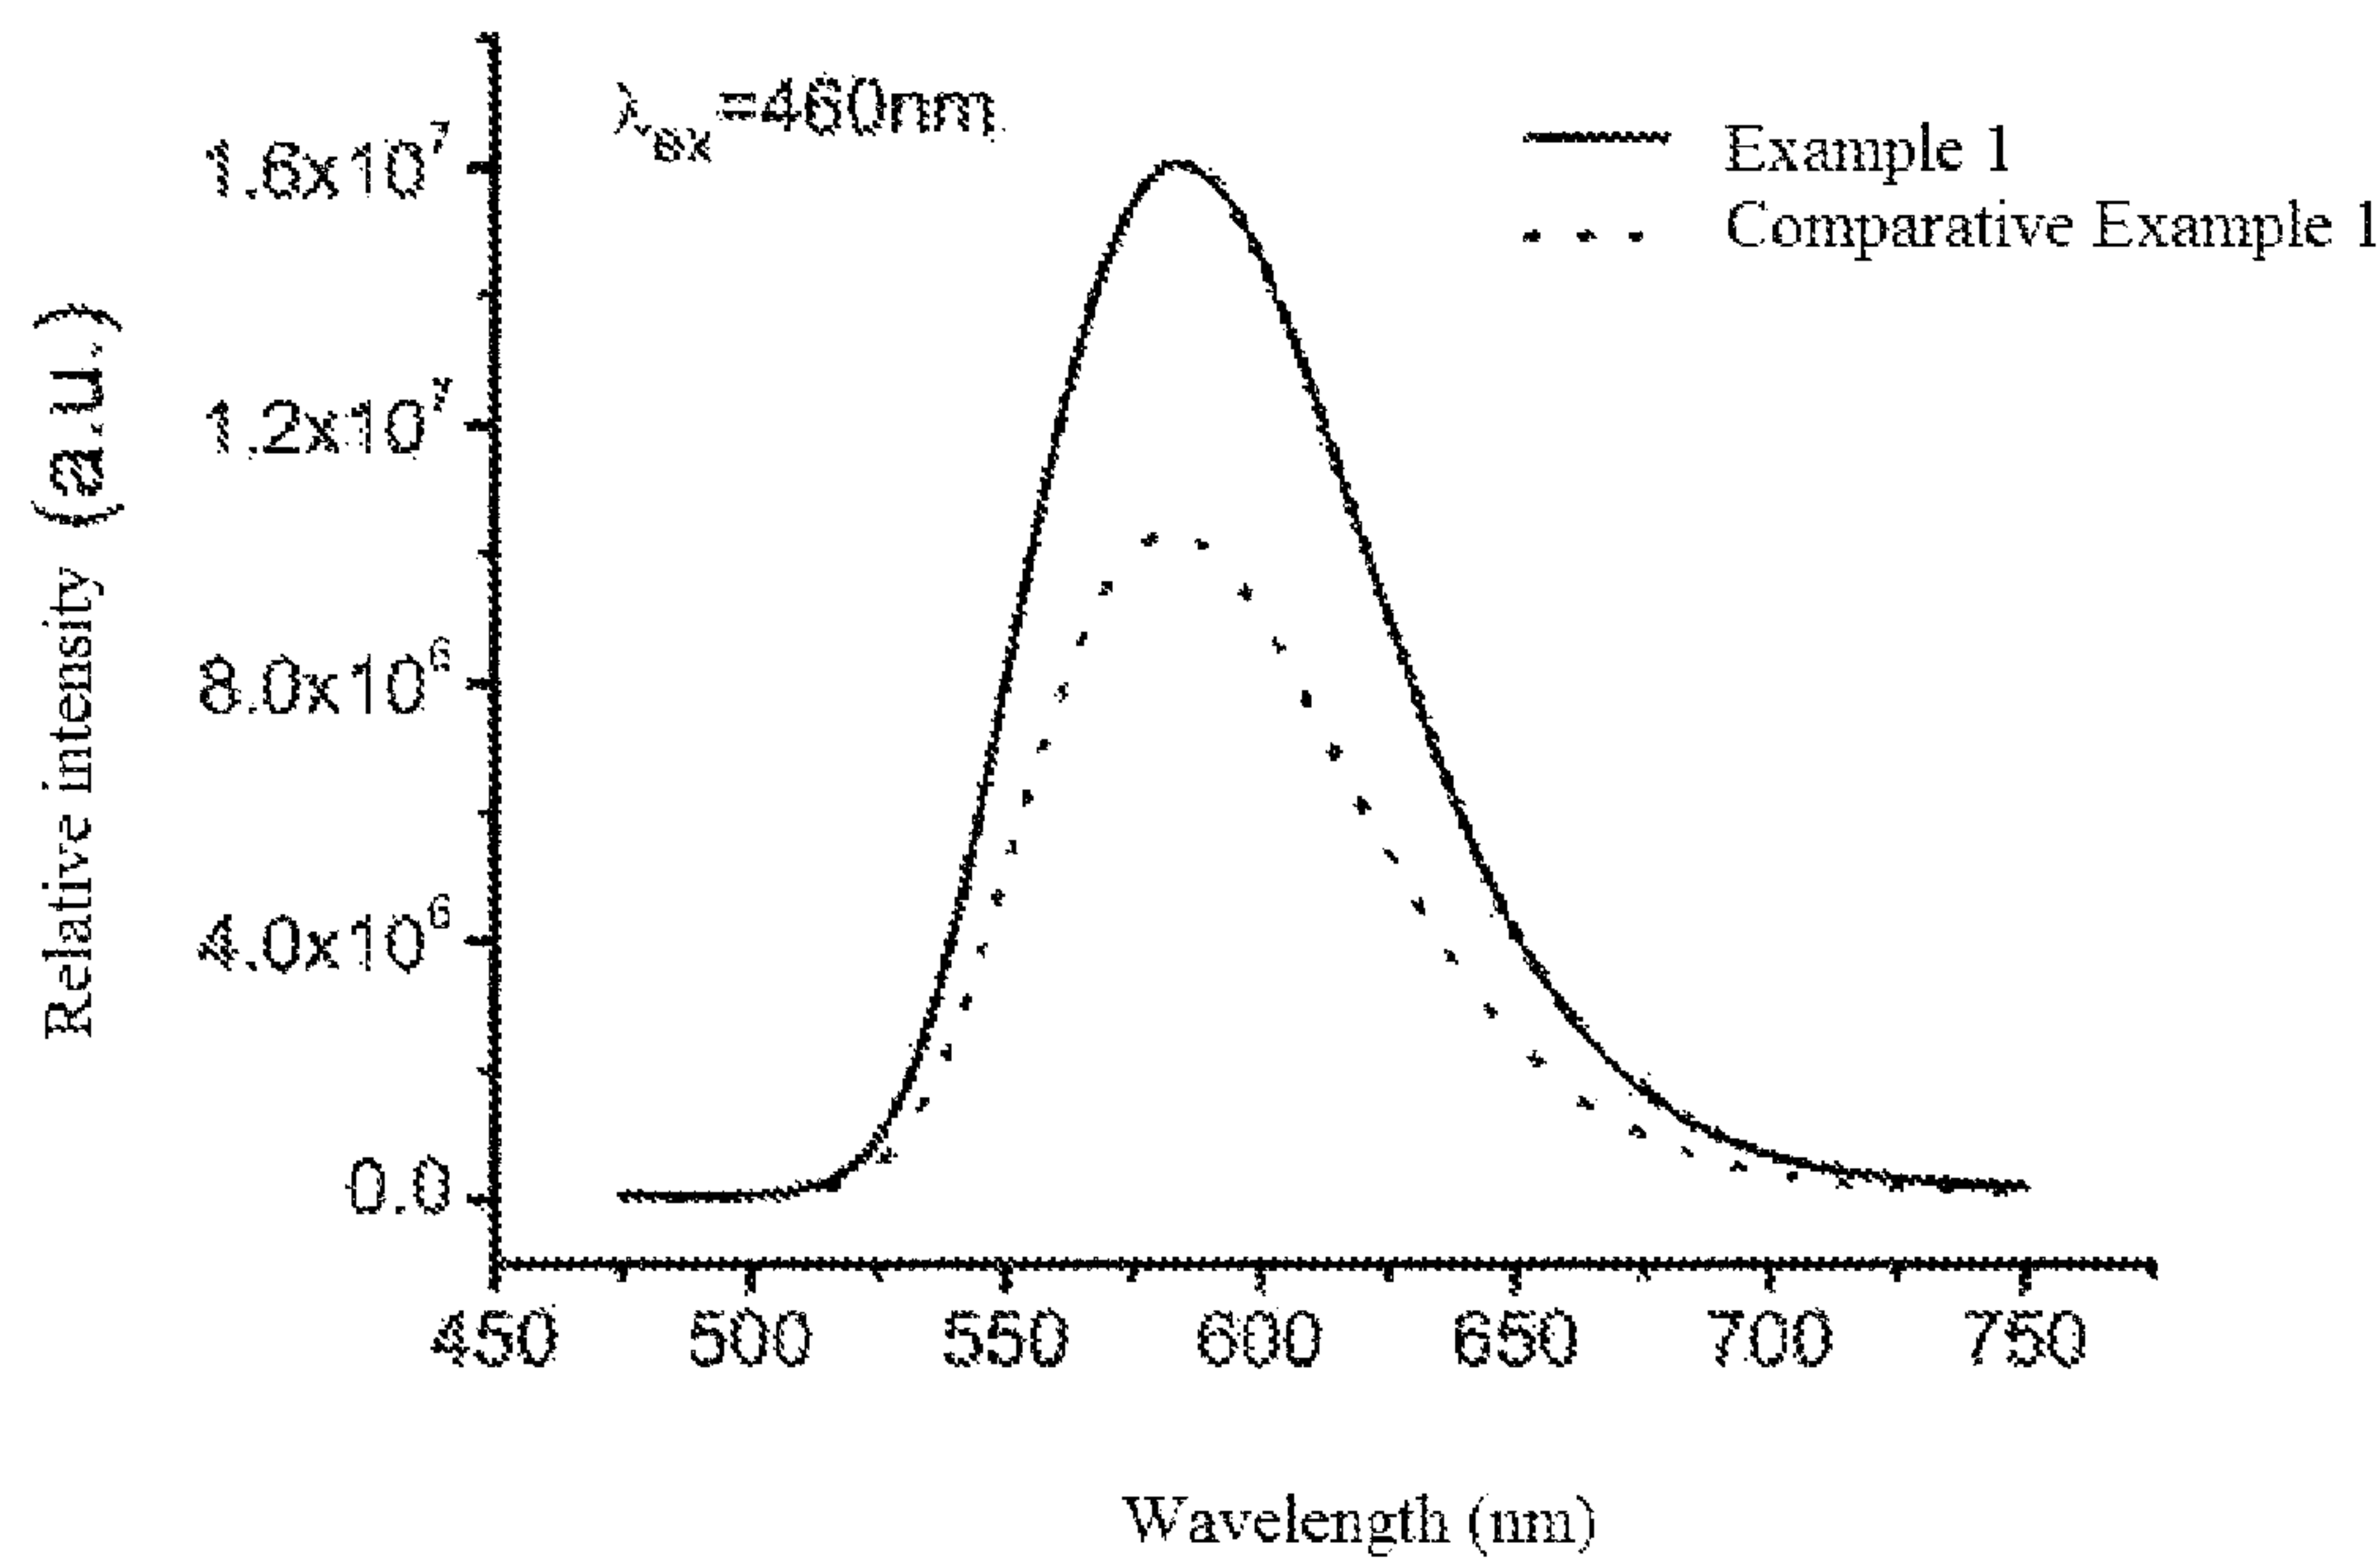 λex=460nm
Example 1
Comparative Example 1
Relative intensity (a.u.)
1.6x10⁷
1.2x10⁷
8.0x10⁶
4.0x10⁶
0.0
450 500 550 600 650 700 750
Wavelength (nm)